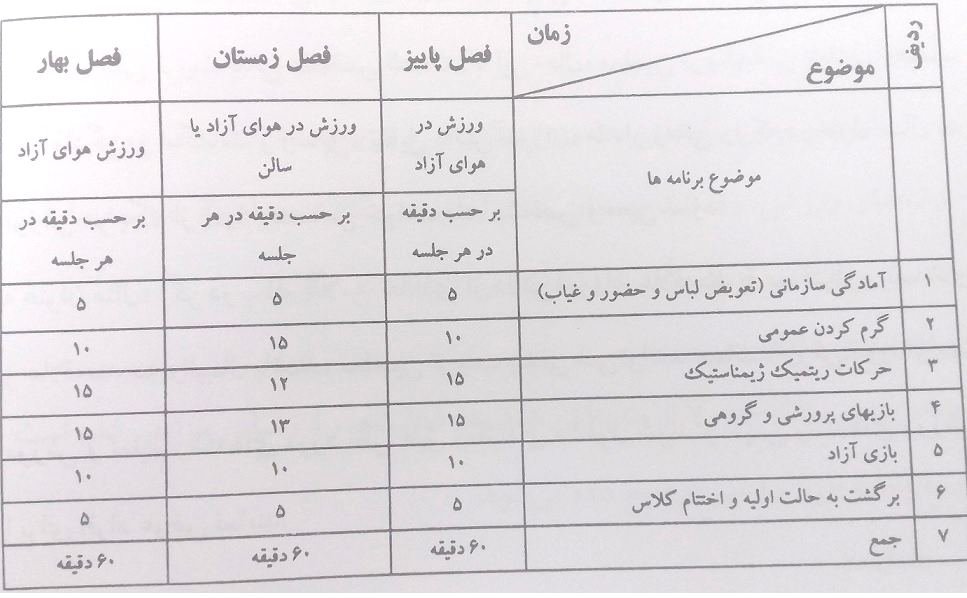 ردیف
زمان
موضوع
فصل پاییز
فصل زمستان
فصل بهار
موضوع برنامه ها
ورزش در
هوای آزاد
ورزش در هوای آزاد یا
سالن
ورزش هوای آزاد
بر حسب دقیقه
در هر جلسه
بر حسب دقیقه در هر
جلسه
بر حسب دقیقه در
هر جلسه
۱ آمادگی سازمانی (تعویض لباس و حضور و غیاب) ۵ ۵ ۵
۲ گرم کردن عمومی ۱۰ ۱۵ ۱۰
۳ حرکات ریتمیک ژیمناستیک ۱۵ ۱۲ ۱۵
۴ بازیهای پرورشی و گروهی ۱۵ ۱۳ ۱۵
۵ بازی آزاد ۱۰ ۱۰ ۱۰
۶ برگشت به حالت اولیه و اختتام کلاس ۵ ۵ ۵
۷ جمع ۶۰ دقیقه ۶۰ دقیقه ۶۰ دقیقه